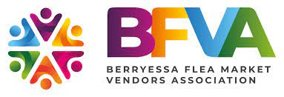 BFVA
BERRYESSA FLEA MARKET
VENDORS ASSOCIATION